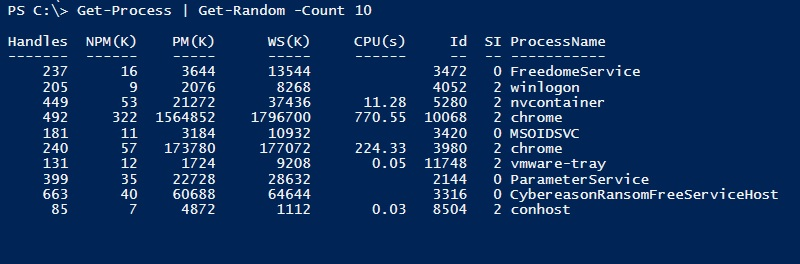 PS C:\> Get-Process | Get-Random -Count 10
Handles  NPM(K)    PM(K)      WS(K)     CPU(s)     Id  SI ProcessName
-------  ------    -----      -----     ------     --  -- -----------
    237      16     3644      13544              3472   0 FreedomeService
    205       9     2076       8268              4052   2 winlogon
    449      53    21272      37436      11.28   5280   2 nvcontainer
    492     322  1564852    1796700     770.55  10068   2 chrome
    181      11     3184      10932              3420   0 MSOIDSVC
    240      57   173780     177072     224.33   3980   2 chrome
    131      12     1724       9208       0.05  11748   2 vmware-tray
    399      35    22728      28632              2144   0 ParameterService
    663      40    60688      64644              3316   0 CybereasonRansomFreeServiceHost
     85       7     4872       1112       0.03   8504   2 conhost